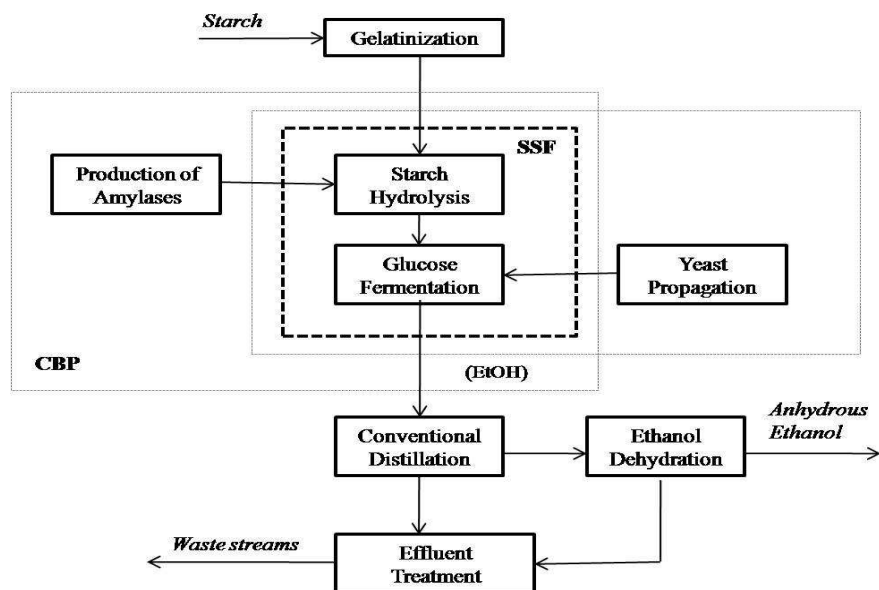 Starch
Gelatinization
SSF
Production of
Amylases
Starch
Hydrolysis
Glucose
Fermentation
Yeast
Propagation
CBP
(EtOH)
Conventional
Distillation
Ethanol
Dehydration
Anhydrous
Ethanol
Waste streams
Effluent
Treatment